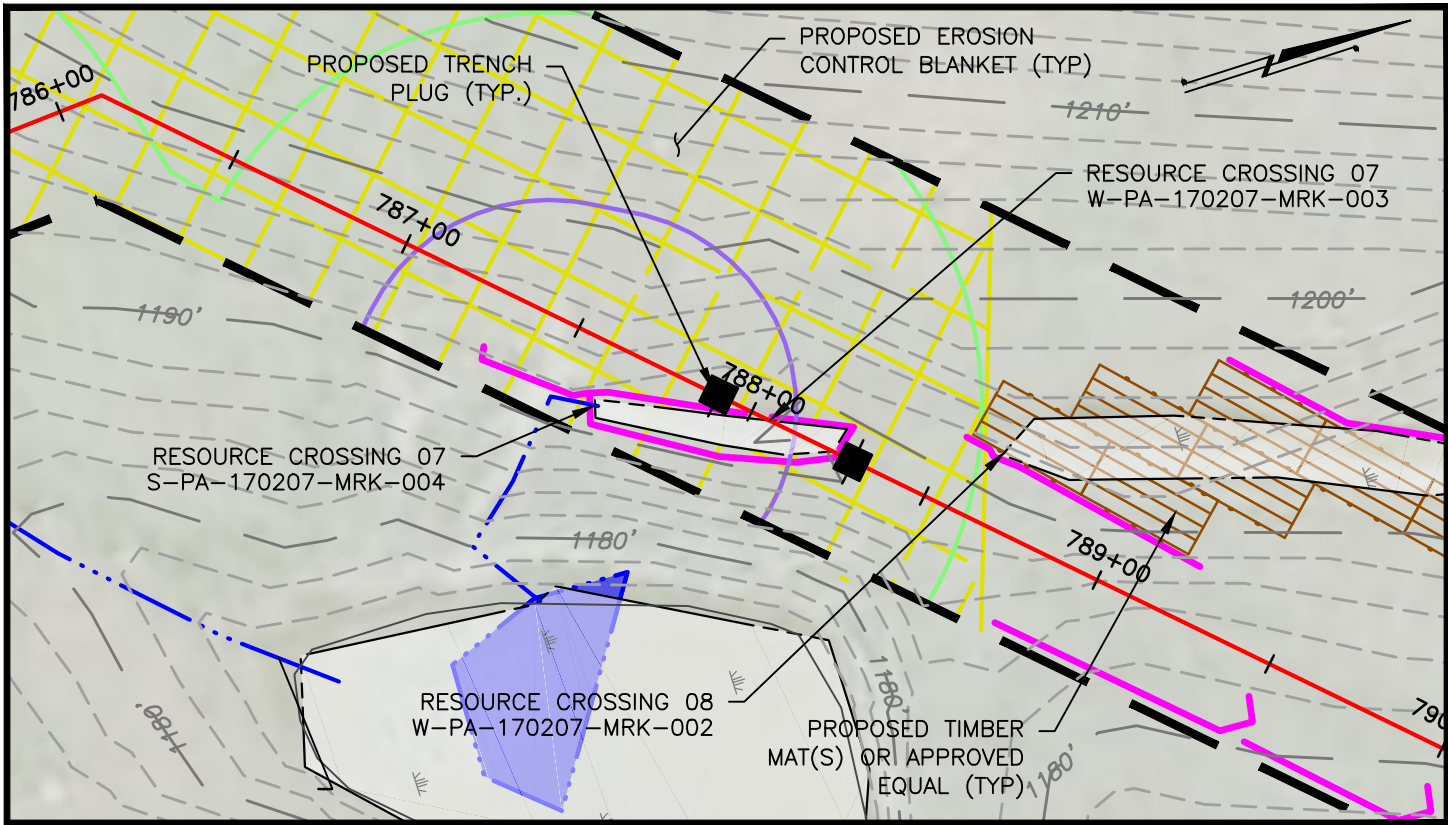 PROPOSED EROSION
CONTROL BLANKET (TYP)
PROPOSED TRENCH
PLUG (TYP.)
786+00
1210'
RESOURCE CROSSING 07
W-PA-170207-MRK-003
787+00
1190'
1200'
788+00
RESOURCE CROSSING 07
S-PA-170207-MRK-004
1180'
789+00
RESOURCE CROSSING 08
W-PA-170207-MRK-002
1180'
1180'
790
PROPOSED TIMBER
MAT(S) OR APPROVED
EQUAL (TYP)
1180'